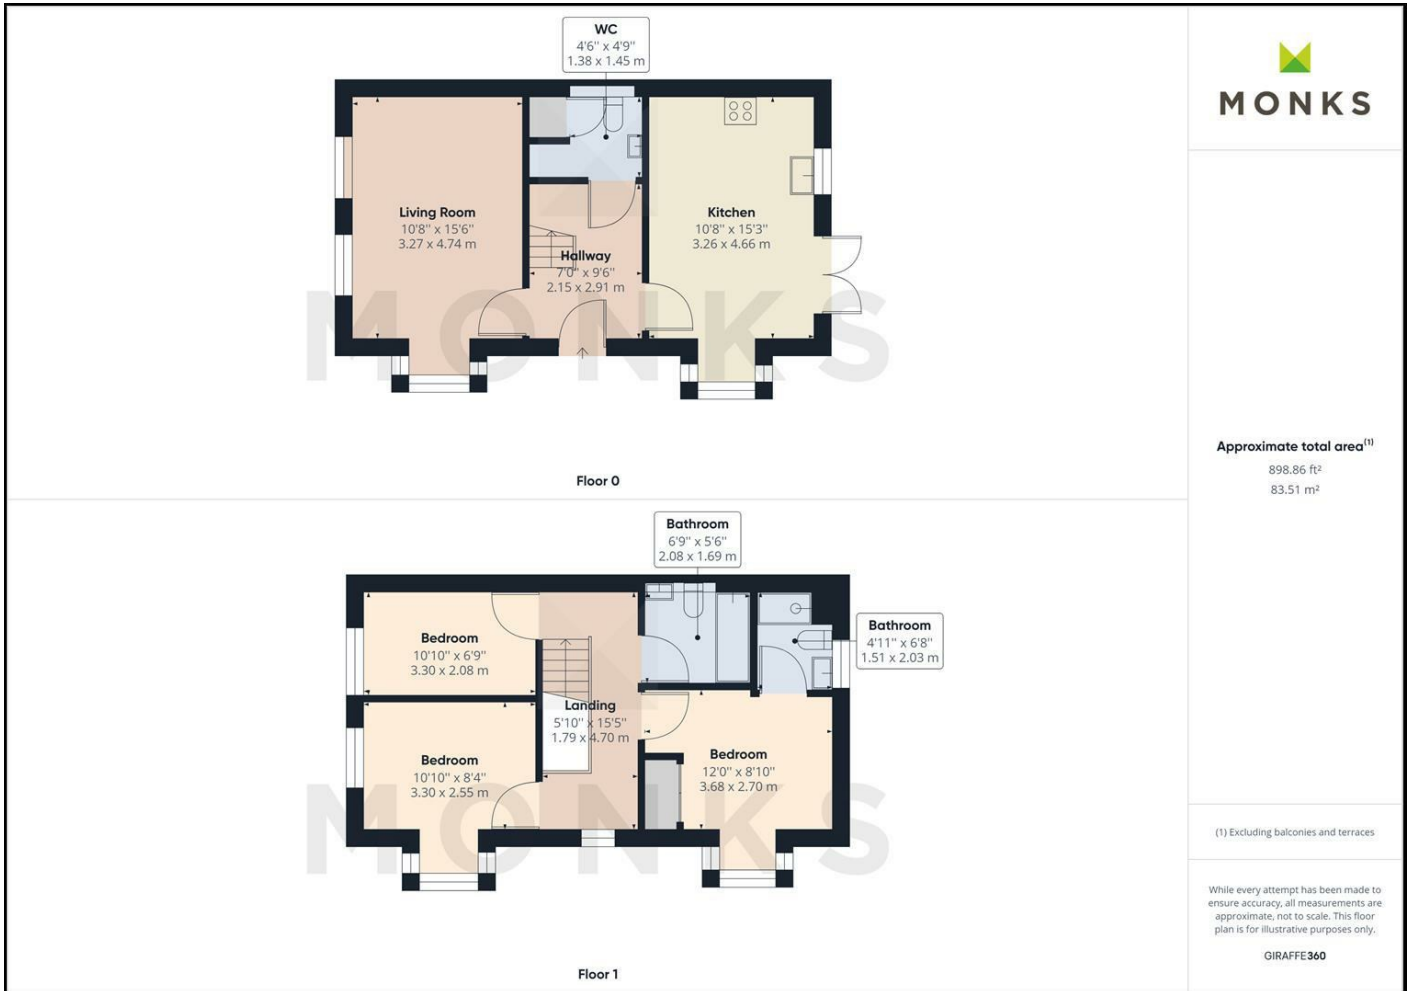 WC
4'6" x 4'9"
1.38 x 1.45 m
Living Room
10'8" x 15'6"
3.27 x 4.74 m
Hallway
7'0" x 9'6"
2.15 x 2.91 m
Kitchen
10'8" x 15'3"
3.26 x 4.66 m
MONKS
Floor 0
Bathroom
6'9" x 5'6"
2.08 x 1.69 m
Bathroom
4'11" x 6'8"
1.51 x 2.03 m
Bedroom
10'10" x 6'9"
3.30 x 2.08 m
Landing
5'10" x 15'5"
1.79 x 4.70 m
Bedroom
10'10" x 8'4"
3.30 x 2.55 m
Bedroom
12'0" x 8'10"
3.68 x 2.70 m
MONKS
Floor 1
MONKS
Approximate total area(1)
898.86 ft²
83.51 m²
(1) Excluding balconies and terraces
While every attempt has been made to
ensure accuracy, all measurements are
approximate, not to scale. This floor
plan is for illustrative purposes only.
GIRAFFE360